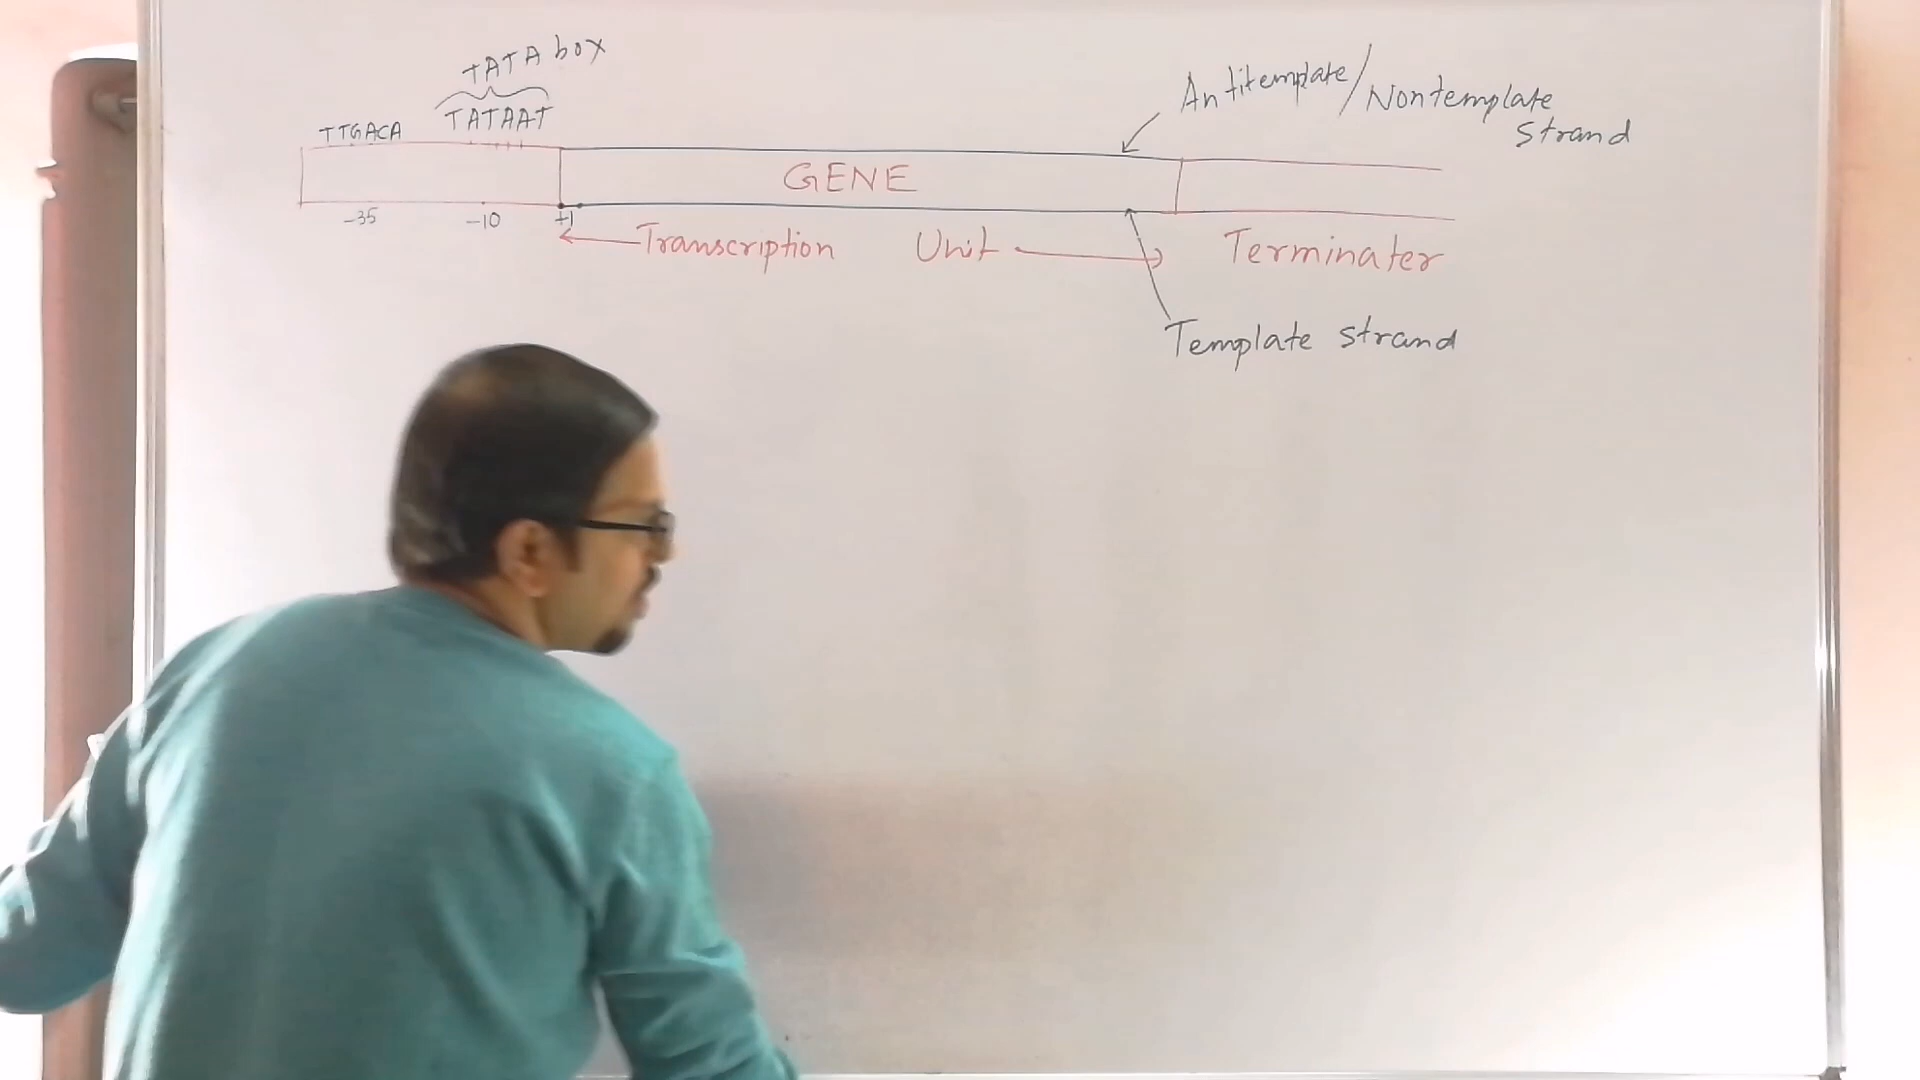 TATA box
TTGACA TATAAT
Antitemplate/Nontemplate
Strand
GENE
-35 -10 +1
Transcription Unit Terminater
Template strand